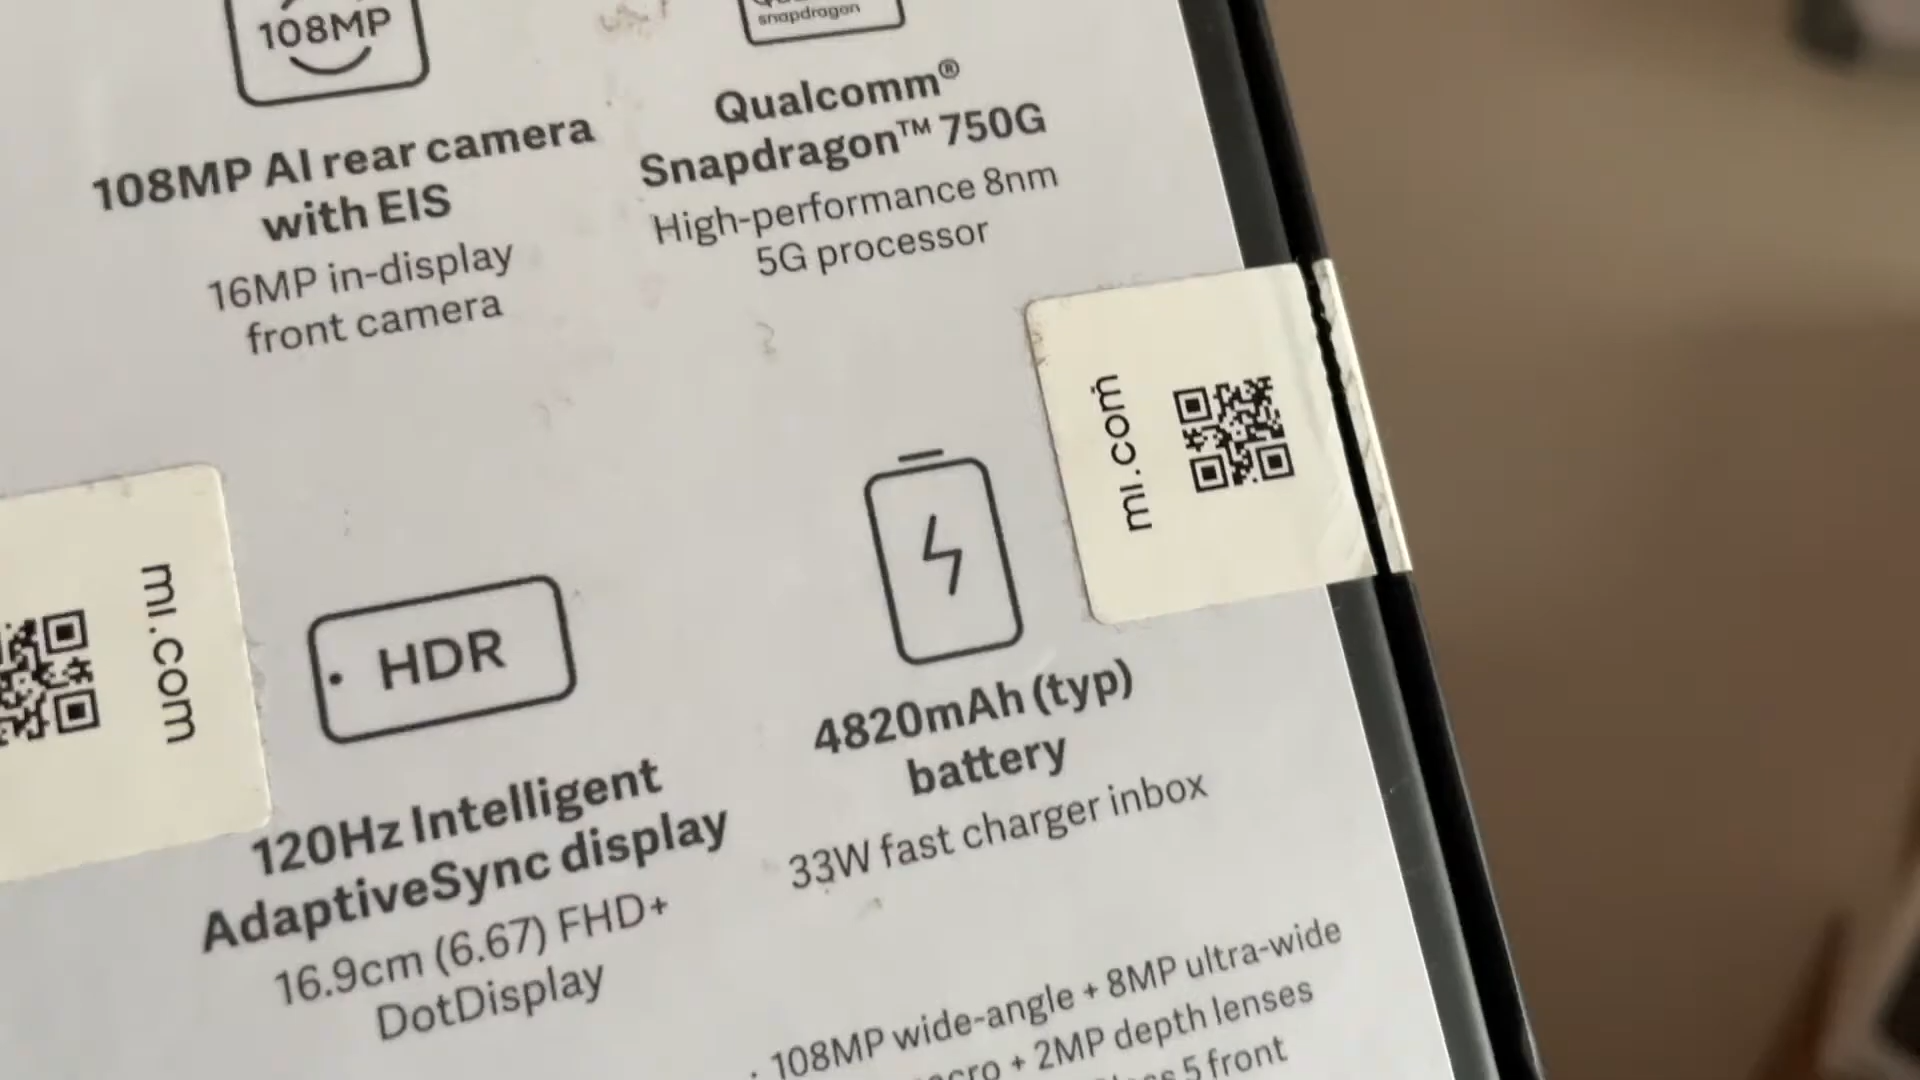 108MP
snapdragon
108MP AI rear camera
with EIS
16MP in-display
front camera
Qualcomm®
Snapdragon™ 750G
High-performance 8nm
5G processor
mi.com
mi.com
HDR
120Hz Intelligent
AdaptiveSync display
16.9cm (6.67) FHD+
DotDisplay
4820mAh (typ)
battery
33W fast charger inbox
108MP wide-angle + 8MP ultra-wide
+ 2MP depth lenses
5 front